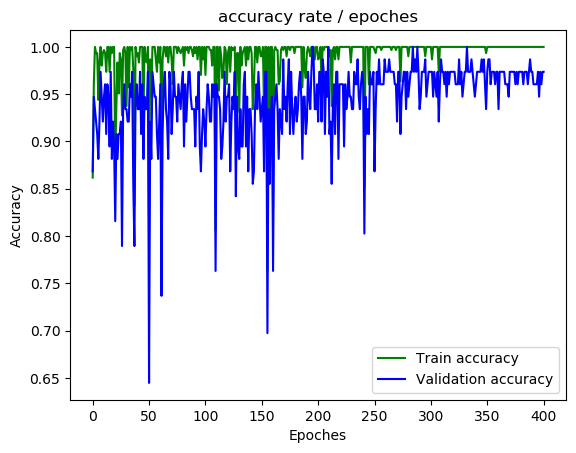 accuracy rate / epoches
1.00
0.95
0.90
0.85
0.80
0.75
0.70
0.65
Accuracy
0 50 100 150 200 250 300 350 400
Epoches
Train accuracy
Validation accuracy